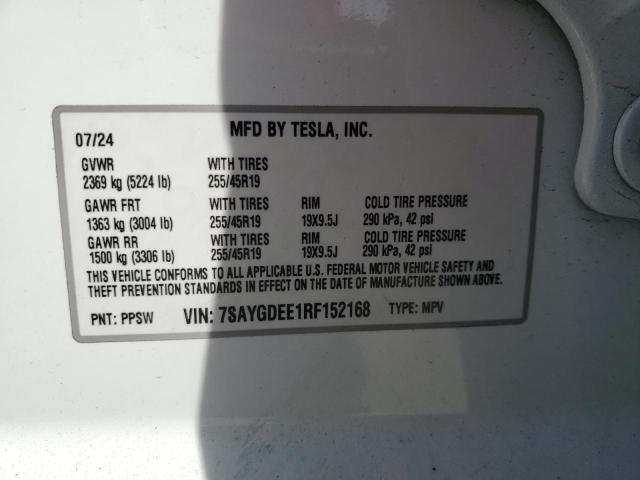 MFD BY TESLA, INC.
07/24
GVWR WITH TIRES
2369 kg (5224 lb) 255/45R19
GAWR FRT WITH TIRES RIM COLD TIRE PRESSURE
1363 kg (3004 lb) 255/45R19 19X9.5J 290 kPa, 42 psi
GAWR RR WITH TIRES RIM COLD TIRE PRESSURE
1500 kg (3306 lb) 255/45R19 19X9.5J 290 kPa, 42 psi
THIS VEHICLE CONFORMS TO ALL APPLICABLE U.S. FEDERAL MOTOR VEHICLE SAFETY AND
THEFT PREVENTION STANDARDS IN EFFECT ON THE DATE OF MANUFACTURE SHOWN ABOVE.
PNT: PPSW VIN: 7SAYGDEE1RF152168 TYPE: MPV